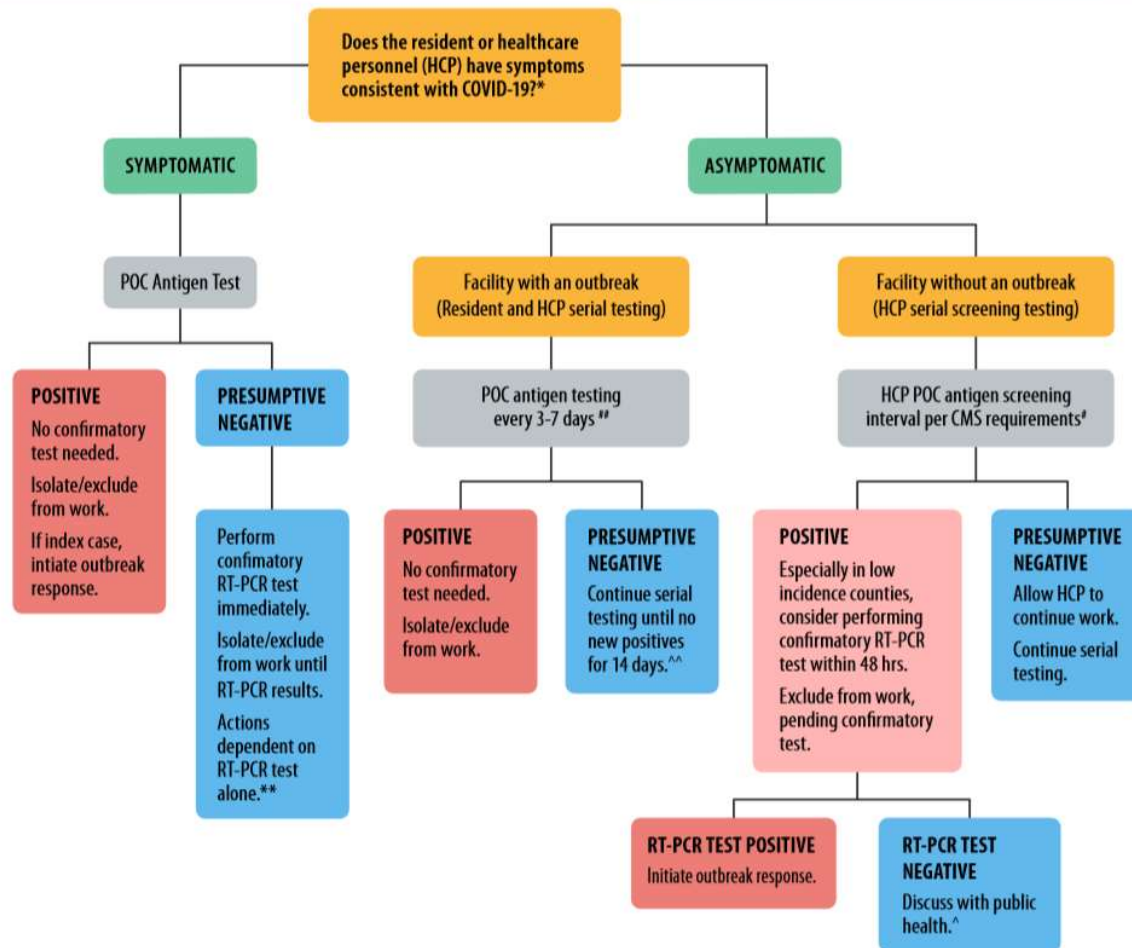 Does the resident or healthcare
personnel (HCP) have symptoms
consistent with COVID-19?*
SYMPTOMATIC
ASYMPTOMATIC
POC Antigen Test
Facility with an outbreak
(Resident and HCP serial testing)
Facility without an outbreak
(HCP serial screening testing)
POSITIVE
No confirmatory
test needed.
Isolate/exclude
from work.
If index case,
intiate outbreak
response.
PRESUMPTIVE
NEGATIVE
Perform
confimatory
RT-PCR test
immediately.
Isolate/exclude
from work until
RT-PCR results.
Actions
dependent on
RT-PCR test
alone.**
POC antigen testing
every 3-7 days ##
HCP POC antigen screening
interval per CMS requirements#
POSITIVE
No confirmatory
test needed.
Isolate/exclude
from work.
PRESUMPTIVE
NEGATIVE
Continue serial
testing until no
new positives
for 14 days.^^
POSITIVE
Especially in low
incidence counties,
consider performing
confirmatory RT-PCR
test within 48 hrs.
Exclude from work,
pending confirmatory
test.
PRESUMPTIVE
NEGATIVE
Allow HCP to
continue work.
Continue serial
testing.
RT-PCR TEST POSITIVE
Initiate outbreak response.
RT-PCR TEST
NEGATIVE
Discuss with public
health.^